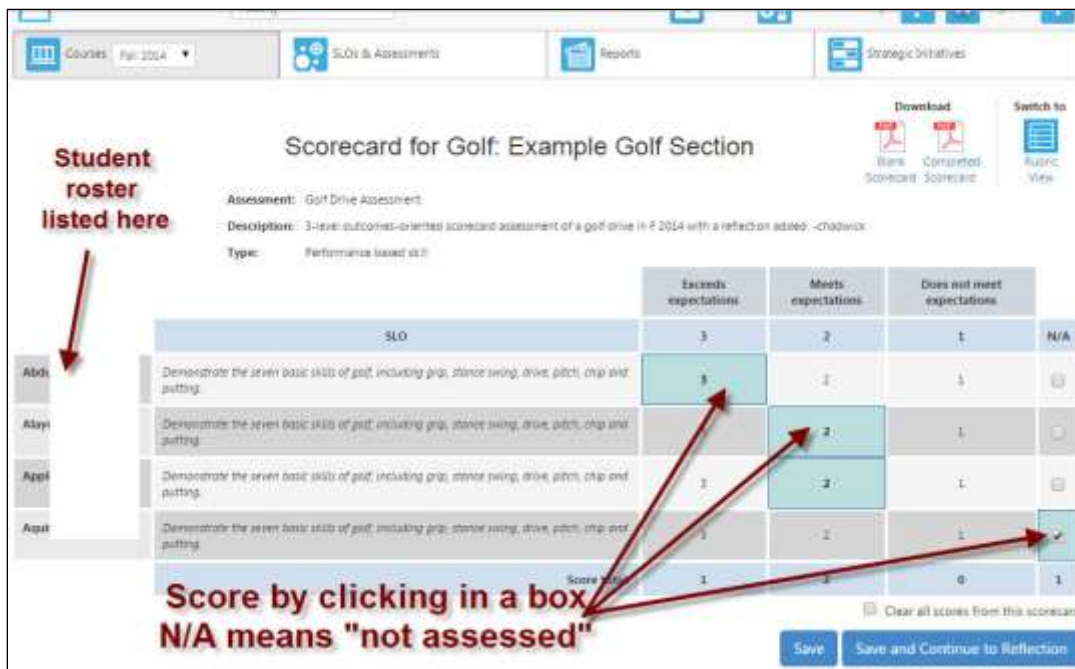 Courses Fall 2014
SLOs & Assessments
Reports
Strategic Initiatives
Download
Switch to
Blank Scorecard
Completed Scorecard
Rubric View
Scorecard for Golf: Example Golf Section
Student
roster
listed here
Assessment: Golf Drive Assessment
Description: 3-level outcomes-oriented scorecard assessment of a golf drive in F 2014 with a reflection added. -chadwick
Type: Performance based skill
Exceeds expectations
Meets expectations
Does not meet expectations
SLO 3 2 1 N/A
Demonstrate the seven basic skills of golf, including grip, stance swing, drive, pitch, chip and
putting. 3 2 1
Demonstrate the seven basic skills of golf, including grip, stance swing, drive, pitch, chip and
putting. 2 1
Appl
Demonstrate the seven basic skills of golf, including grip, stance swing, drive, pitch, chip and
putting. 3 2 1
Aqui
Demonstrate the seven basic skills of golf, including grip, stance swing, drive, pitch, chip and
putting. 2 1
Score 1 0 1
Score by clicking in a box
N/A means "not assessed"
Clear all scores from this scorecard
Save
Save and Continue to Reflection